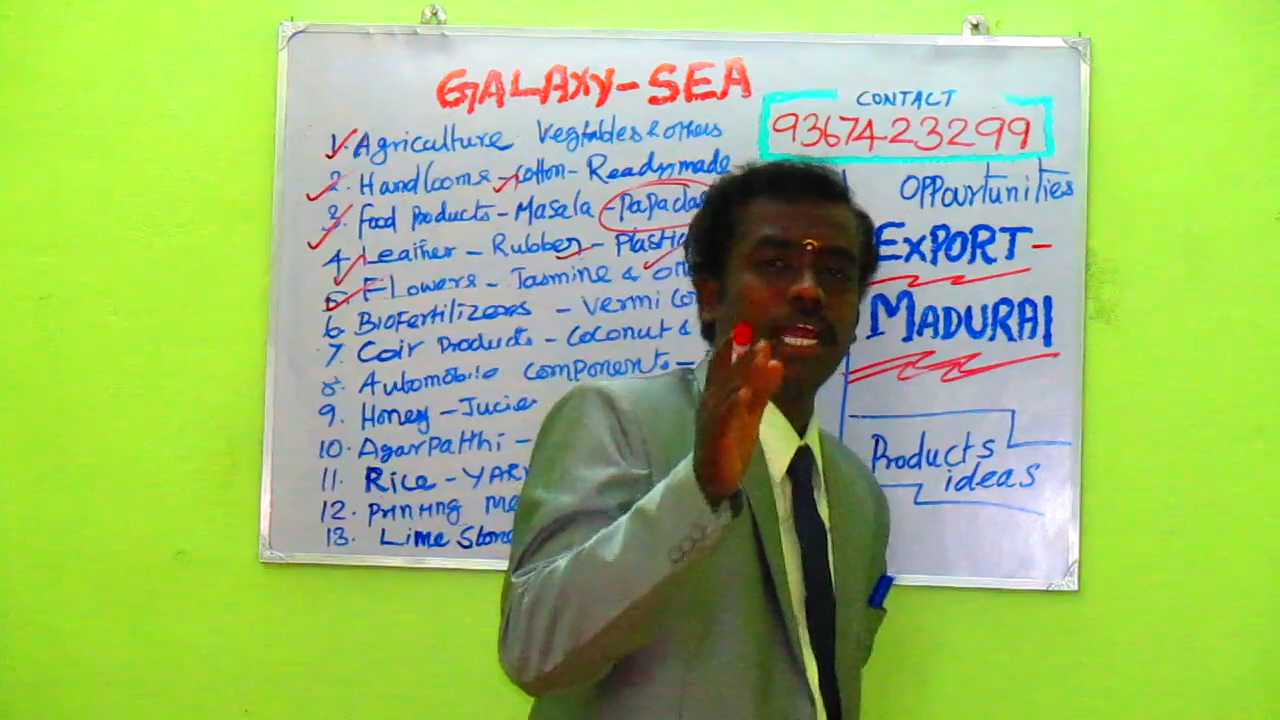 GALAXY-SEA
CONTACT
9367423299
1. Agriculture Vegtables & others
2. Handlooms - cotton - Readymade
3. Food Products - Masala - Papadas
4. Leather - Rubber - Plastic
5. Flowers - Jasmine &
6. BioFertilizers - Vermi
7. Coir Products - Coconut &
8. Automobile components -
9. Honey - Jucies
10. AgarPatthi -
11. Rice -
12. Printing
13. Lime Stone
OPPourtunities
EXPORT -
MADURAI
Products
ideas